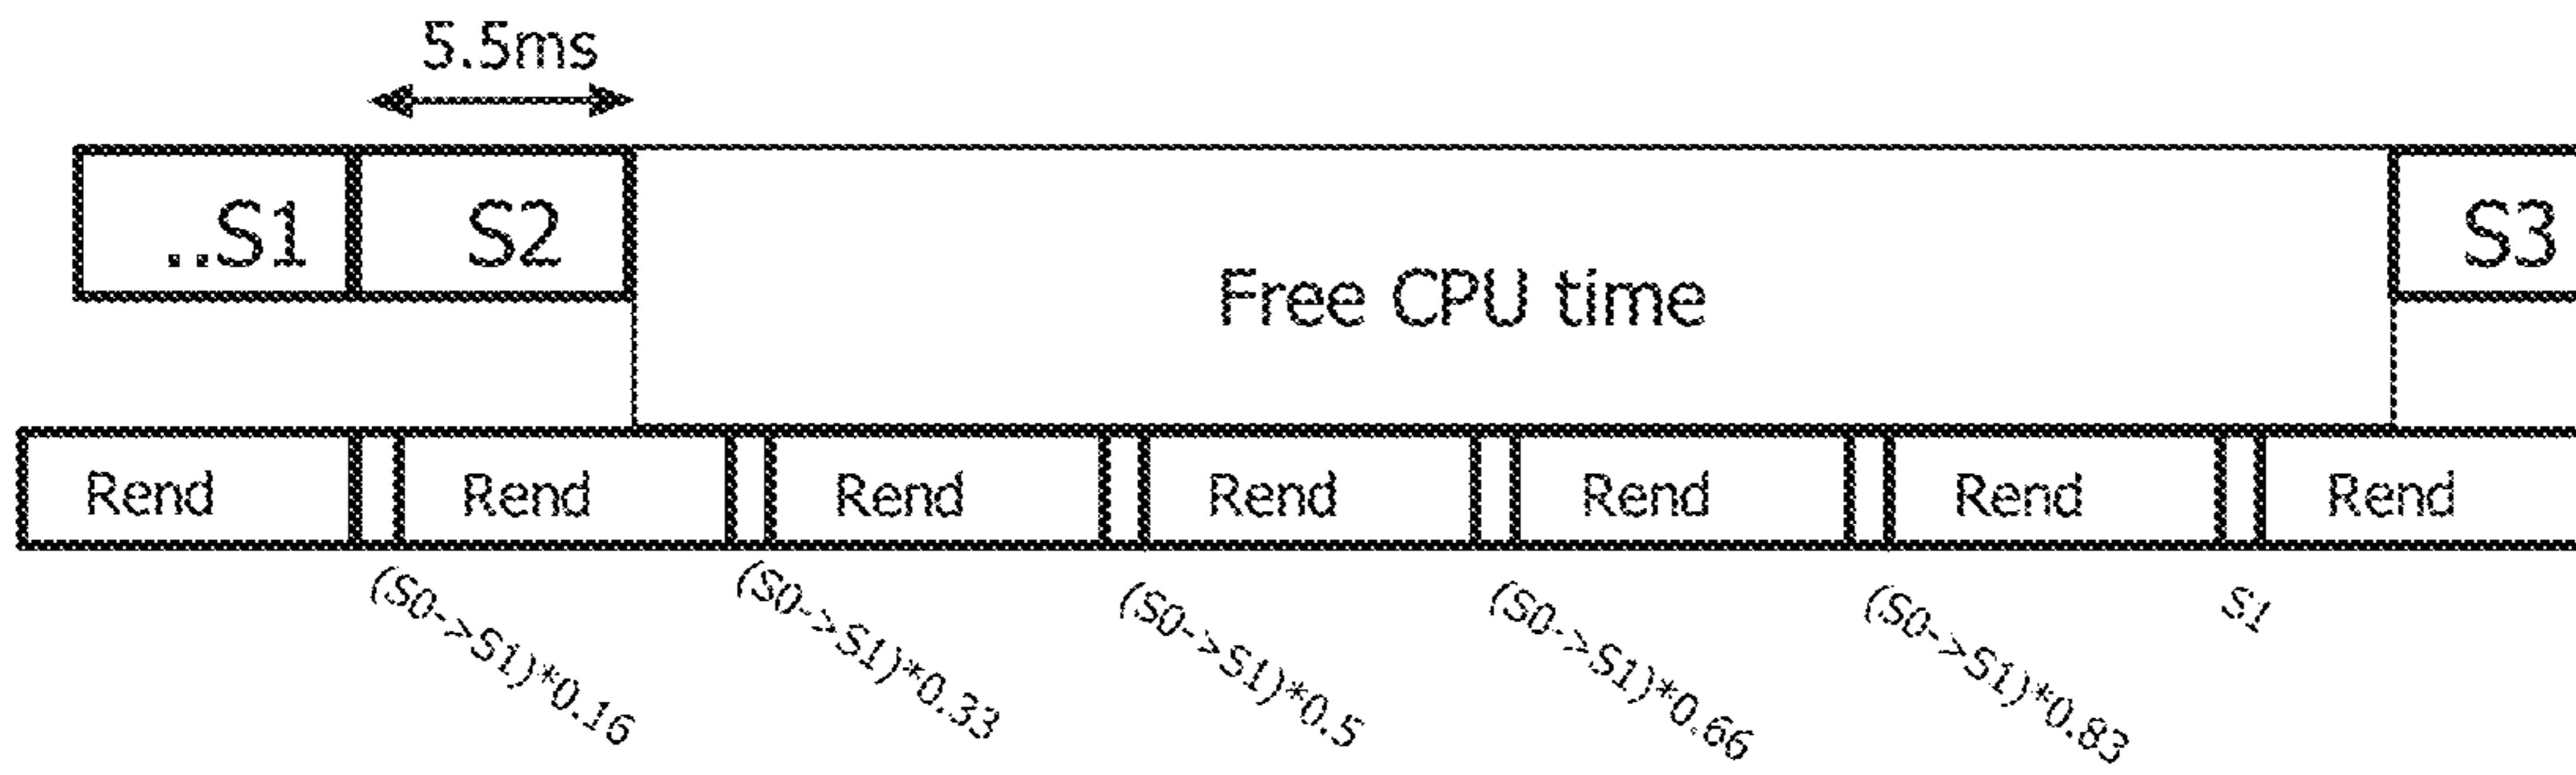 5.5ms
..S1 S2 Free CPU time S3
Rend Rend Rend Rend Rend Rend Rend
(S0->S1)*0.16 (S0->S1)*0.33 (S0->S1)*0.5 (S0->S1)*0.66 (S0->S1)*0.83 S1